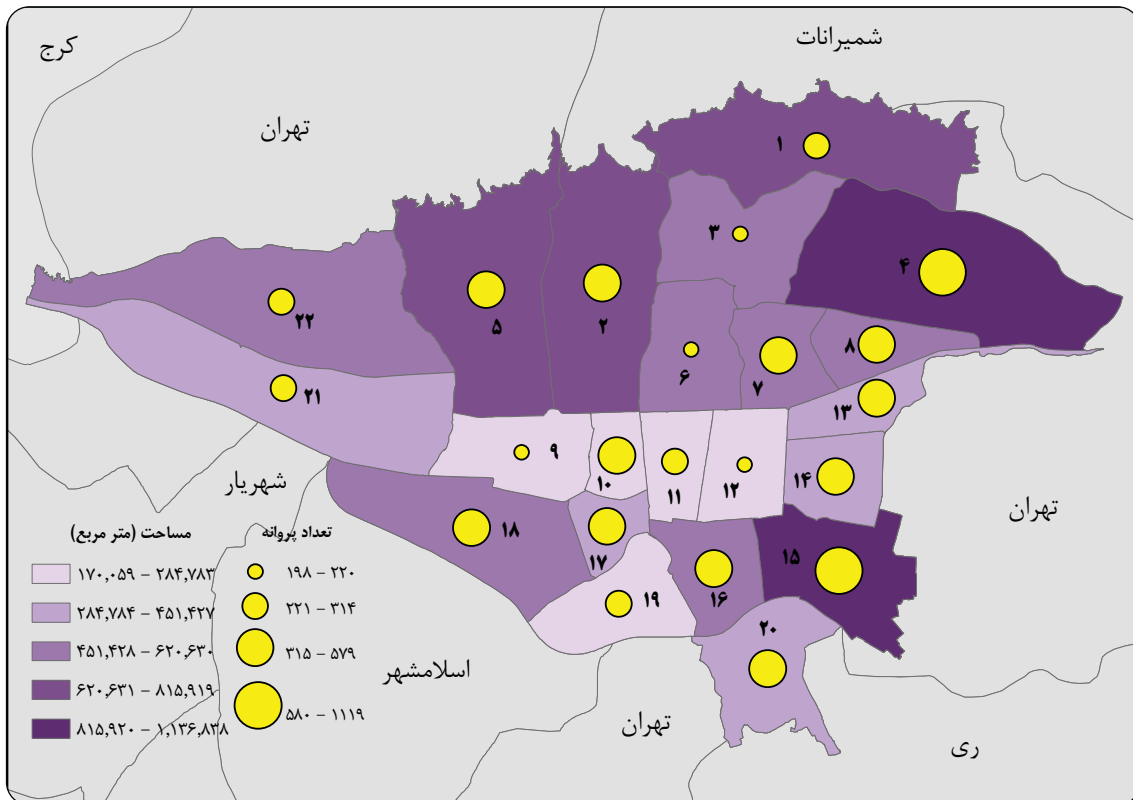 شمیرانات
کرج
تهران
۱
۳
۴
۵
۲
۲۲
۶
۷
۸
۲۱
۱۳
۹
۱۰
۱۱
۱۲
۱۴
شهریار
تهران
۱۸
۱۷
۱۵
۱۹
۱۶
۲۰
اسلامشهر
تهران
ری
تعداد پروانه
۱۹۸ – ۲۲۰
۲۲۱ – ۳۱۴
۳۱۵ – ۵۷۹
۵۸۰ – ۱۱۱۹
مساحت (متر مربع)
۱۷۰,۰۵۹ – ۲۸۴,۷۸۳
۲۸۴,۷۸۴ – ۴۵۱,۴۲۷
۴۵۱,۴۲۸ – ۶۲۰,۶۳۰
۶۲۰,۶۳۱ – ۸۱۵,۹۱۹
۸۱۵,۹۲۰ – ۱,۱۳۶,۸۳۸